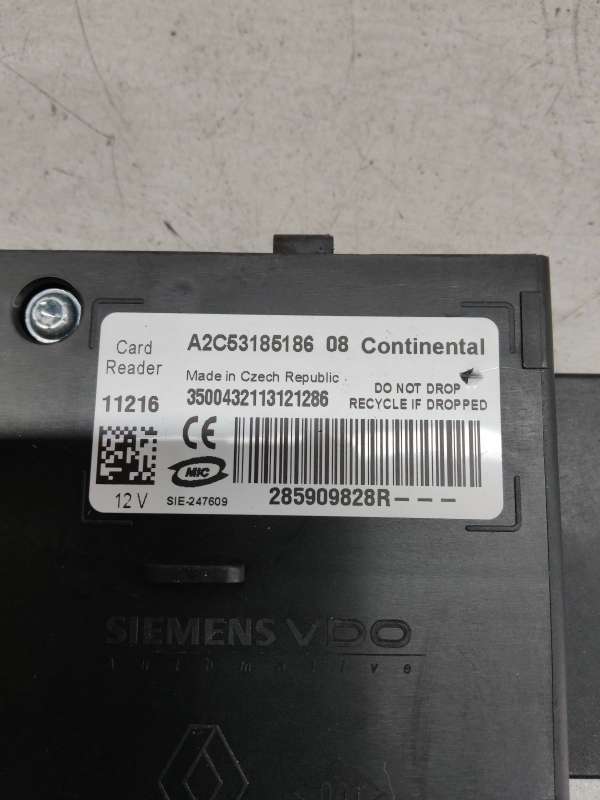 Card
Reader
11216
12 V
A2C53185186 08 Continental
Made in Czech Republic
3500432113121286
DO NOT DROP
RECYCLE IF DROPPED
CE
MIC
SIE-247609
285909828R---
SIEMENS VDO
automotive